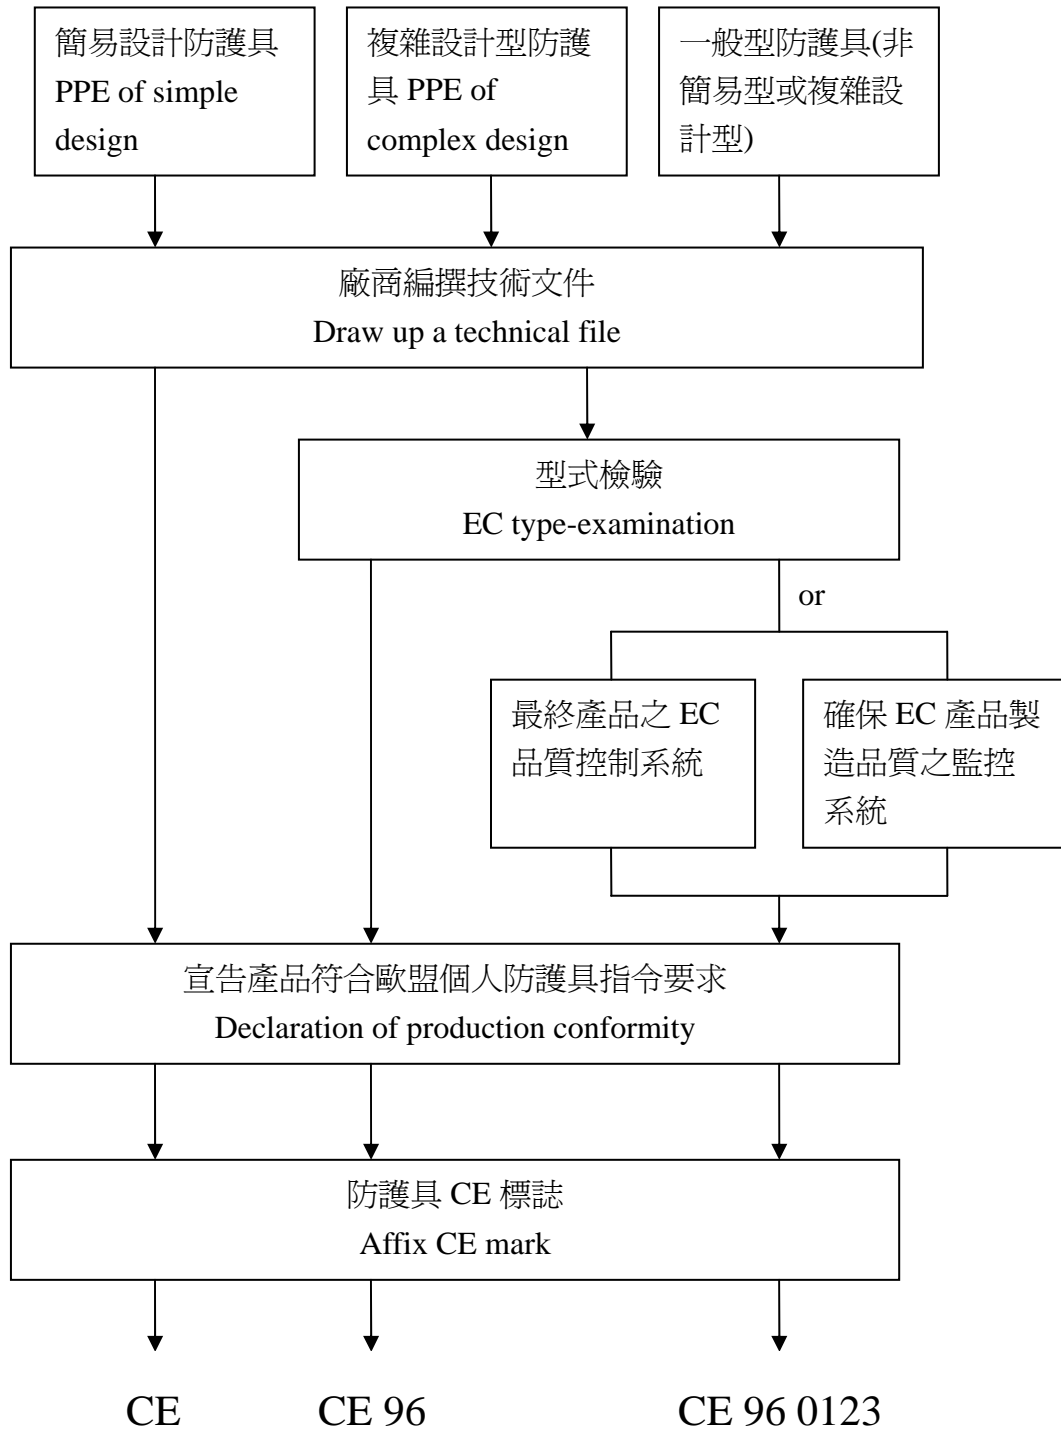 簡易設計防護具
PPE of simple
design
複雜設計型防護
具 PPE of
complex design
一般型防護具(非
簡易型或複雜設
計型)
廠商編撰技術文件
Draw up a technical file
型式檢驗
EC type-examination
or
最終產品之 EC
品質控制系統
確保 EC 產品製
造品質之監控
系統
宣告產品符合歐盟個人防護具指令要求
Declaration of production conformity
防護具 CE 標誌
Affix CE mark
CE
CE 96
CE 96 0123